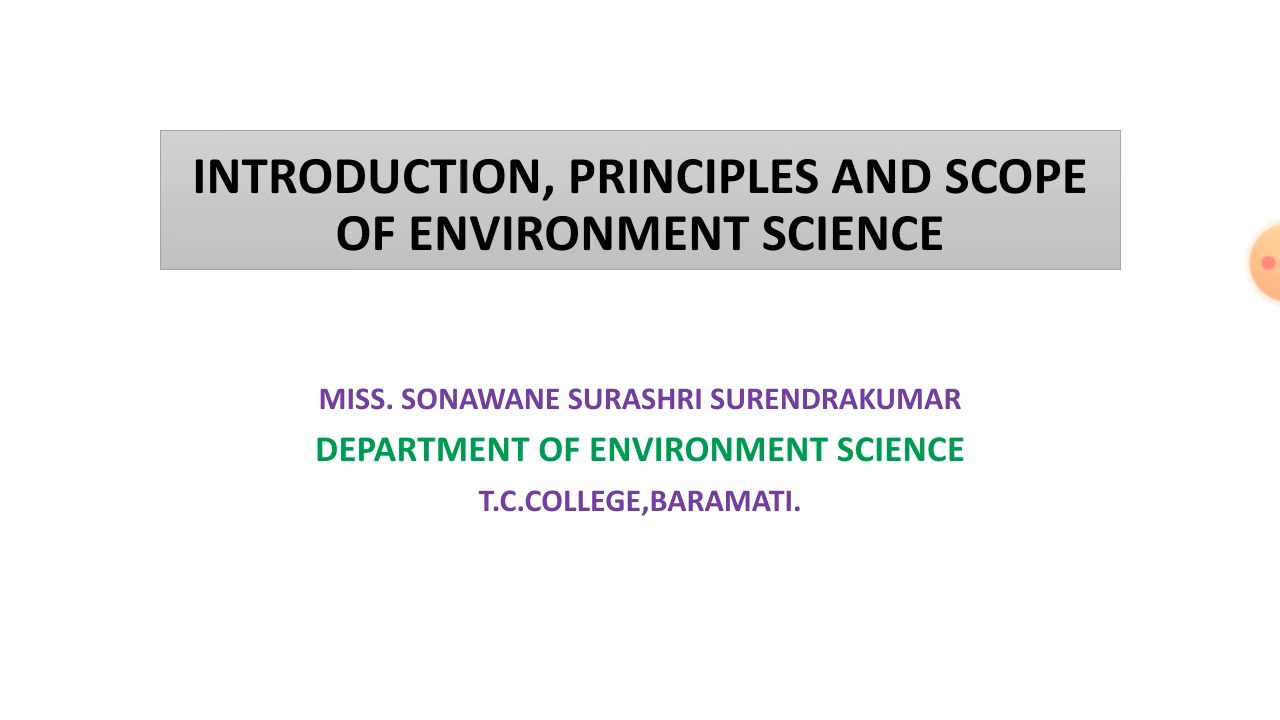 INTRODUCTION, PRINCIPLES AND SCOPE
OF ENVIRONMENT SCIENCE
MISS. SONAWANE SURASHRI SURENDRAKUMAR
DEPARTMENT OF ENVIRONMENT SCIENCE
T.C.COLLEGE,BARAMATI.